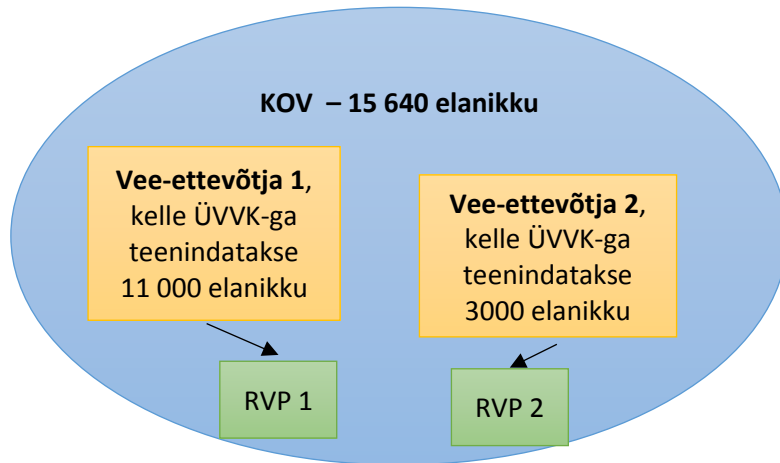 KOV – 15 640 elanikku
Vee-ettevõtja 1,
kelle ÜVVK-ga
teenindatakse
11 000 elanikku
Vee-ettevõtja 2,
kelle ÜVVK-ga
teenindatakse
3000 elanikku
RVP 1
RVP 2